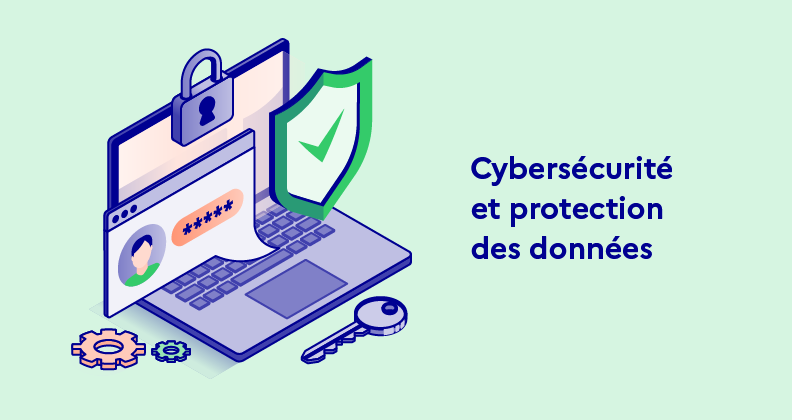 *****
Cybersécurité
et protection
des données